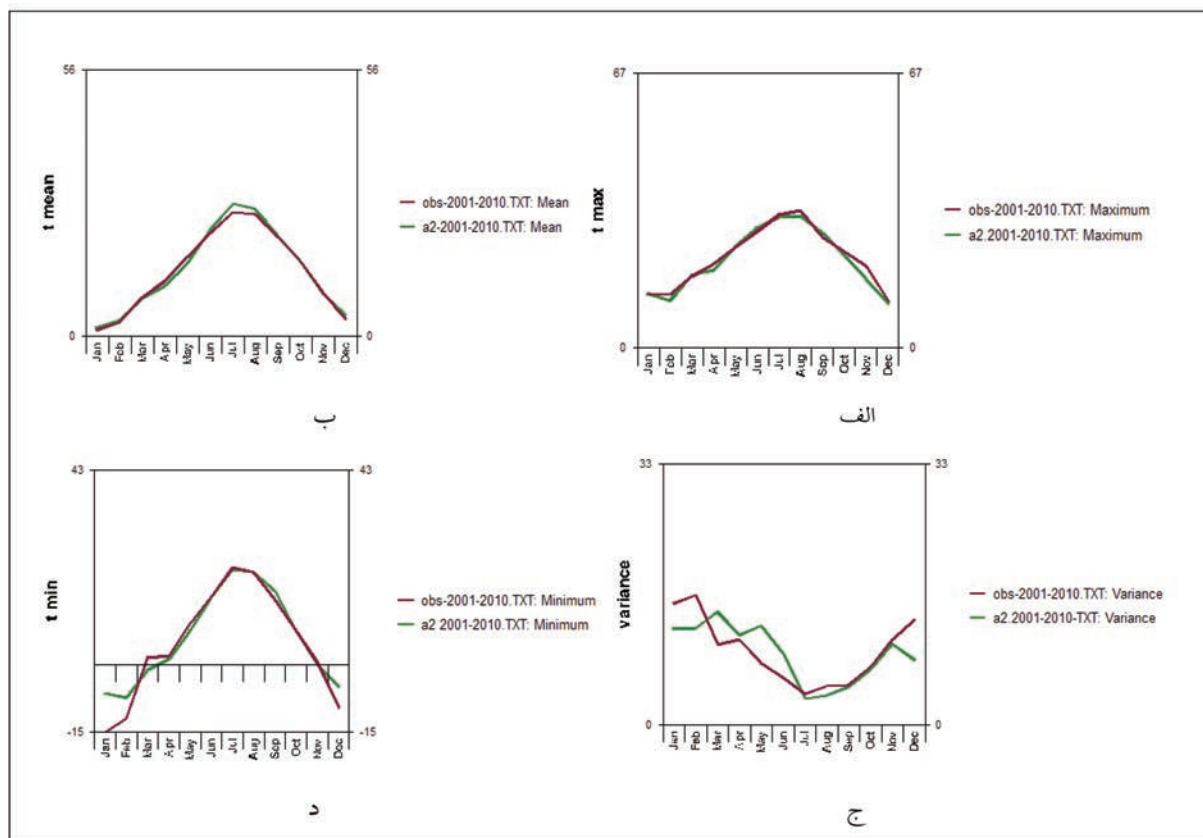 67
67
t max
obs-2001-2010.TXT: Maximum
a2.2001-2010.TXT: Maximum
0
0
Jan Feb Mar Apr May Jun Jul Aug Sep Oct Nov Dec
الف
56
56
t mean
obs-2001-2010.TXT: Mean
a2-2001-2010.TXT: Mean
0
0
Jan Feb Mar Apr May Jun Jul Aug Sep Oct Nov Dec
ب
33
33
variance
obs-2001-2010.TXT: Variance
a2.2001-2010-TXT: Variance
0
0
Jan Feb Mar Apr May Jun Jul Aug Sep Oct Nov Dec
ج
43
43
t min
obs-2001-2010.TXT: Minimum
a2 2001-2010.TXT: Minimum
-15
-15
Jan Feb Mar Apr May Jun Jul Aug Sep Oct Nov Dec
د